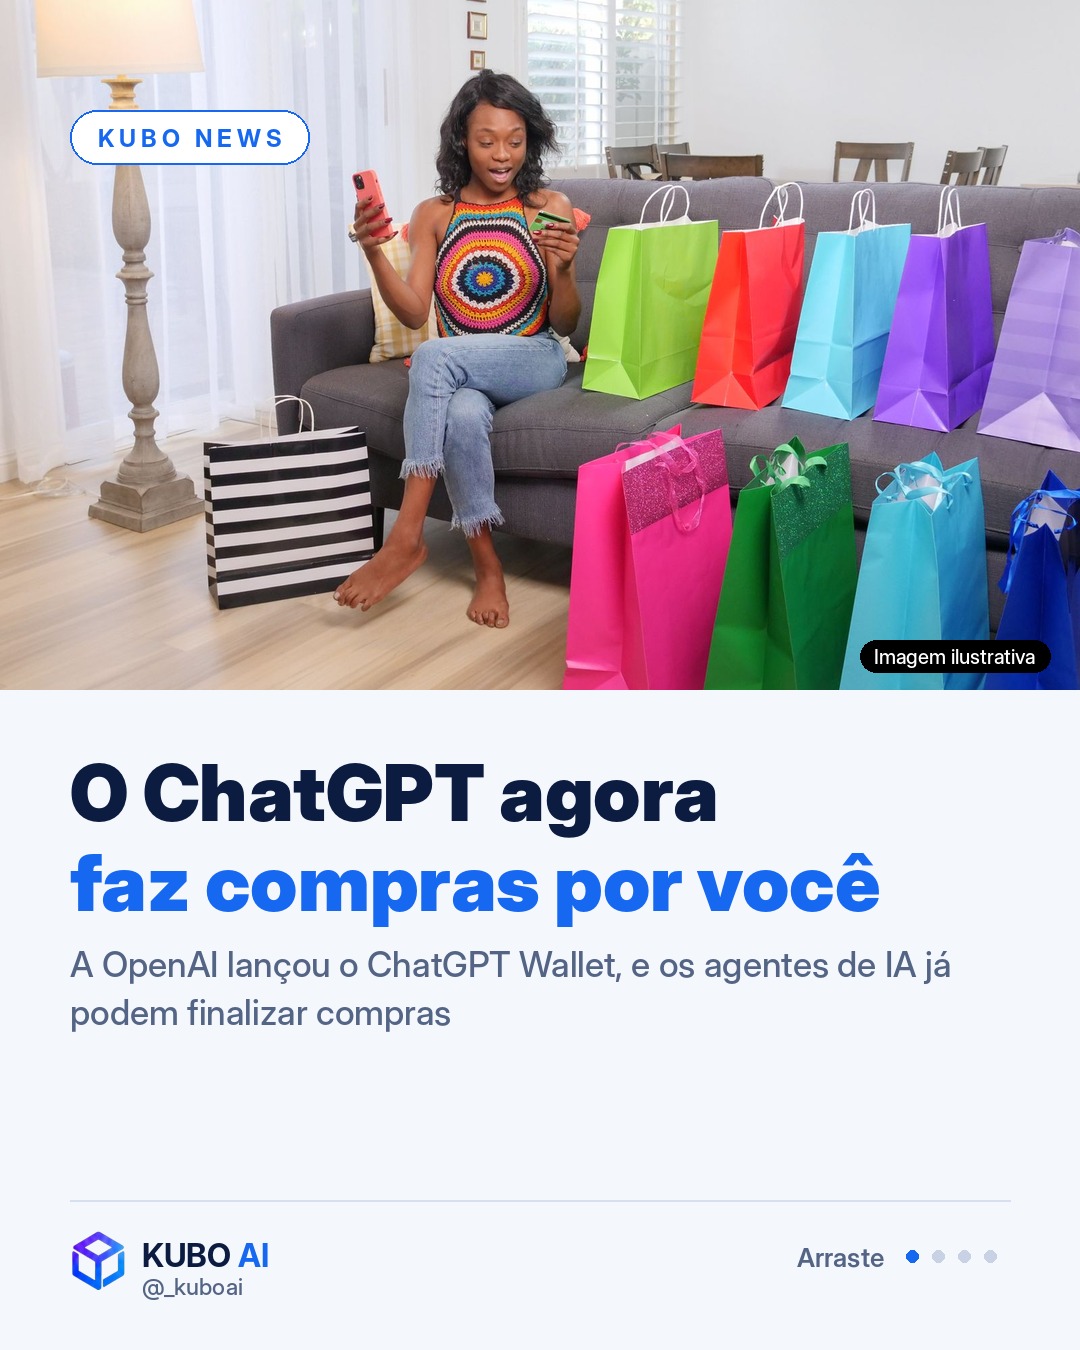 KUBO NEWS
Imagem ilustrativa
O ChatGPT agora
faz compras por você
A OpenAI lançou o ChatGPT Wallet, e os agentes de IA já
podem finalizar compras
KUBO AI
@_kuboai
Arraste